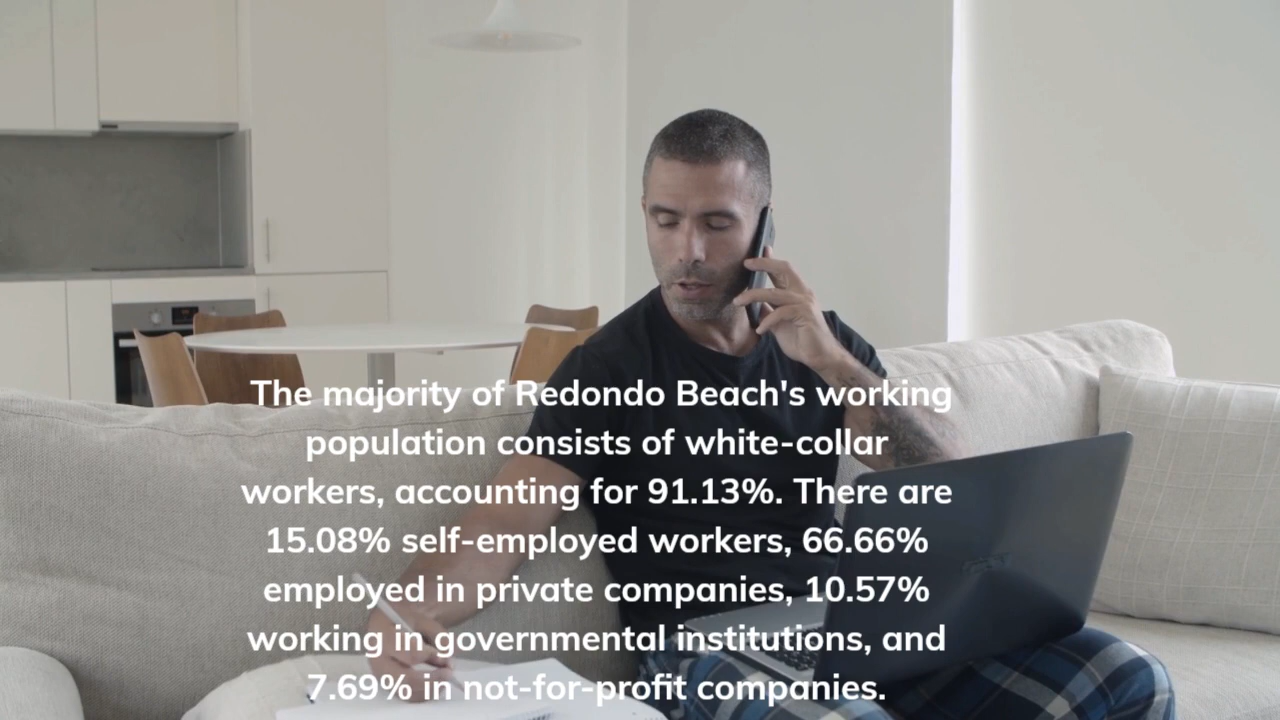 The majority of Redondo Beach's working
population consists of white-collar
workers, accounting for 91.13%. There are
15.08% self-employed workers, 66.66%
employed in private companies, 10.57%
working in governmental institutions, and
7.69% in not-for-profit companies.